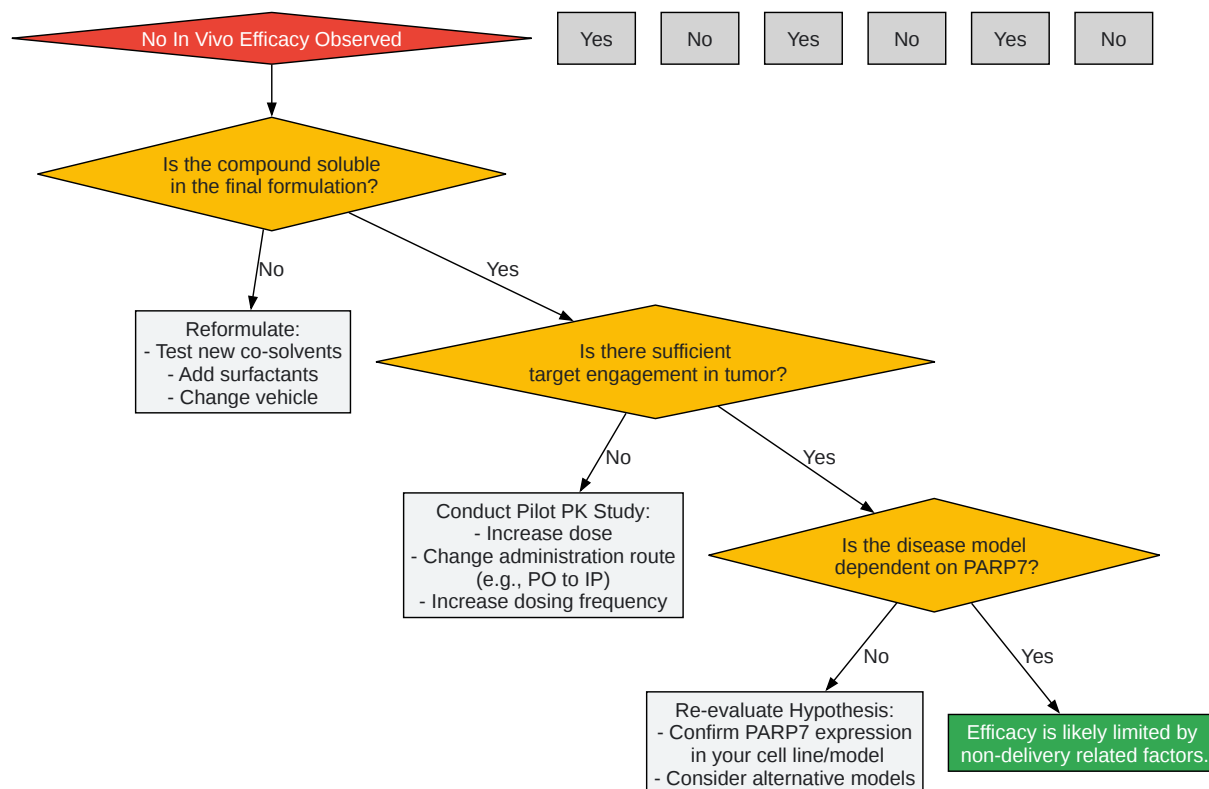 No In Vivo Efficacy Observed
Yes
No
Yes
No
Yes
No
Is the compound soluble
in the final formulation?
No
Yes
Reformulate:
- Test new co-solvents
- Add surfactants
- Change vehicle
Is there sufficient
target engagement in tumor?
No
Yes
Conduct Pilot PK Study:
- Increase dose
- Change administration route
(e.g., PO to IP)
- Increase dosing frequency
Is the disease model
dependent on PARP7?
No
Yes
Re-evaluate Hypothesis:
- Confirm PARP7 expression
in your cell line/model
- Consider alternative models
Efficacy is likely limited by
non-delivery related factors.